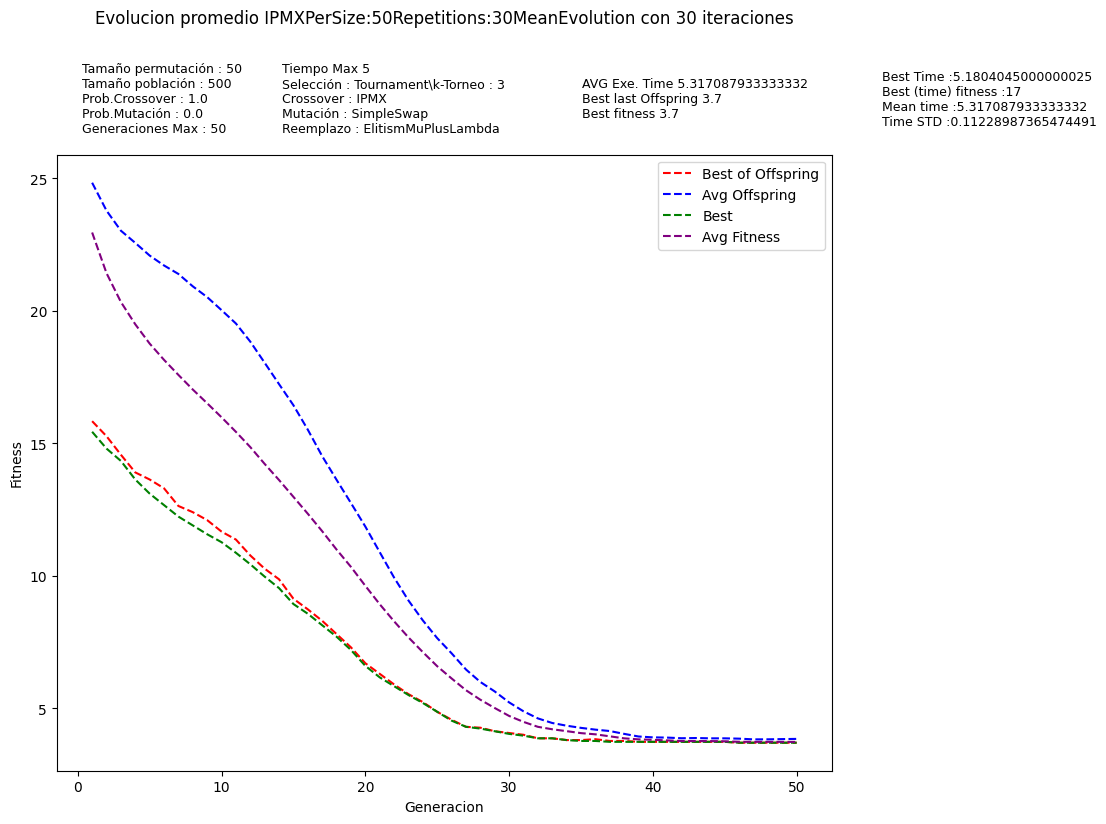 Evolucion promedio IPMXPerSize:50Repetitions:30MeanEvolution con 30 iteraciones
Tamaño permutación : 50
Tamaño población : 500
Prob.Crossover : 1.0
Prob.Mutación : 0.0
Generaciones Max : 50
Tiempo Max 5
Selección : Tournament\k-Torneo : 3
Crossover : IPMX
Mutación : SimpleSwap
Reemplazo : ElitismMuPlusLambda
AVG Exe. Time 5.317087933333332
Best last Offspring 3.7
Best fitness 3.7
Best Time :5.1804045000000025
Best (time) fitness :17
Mean time :5.317087933333332
Time STD :0.11228987365474491
Best of Offspring
Avg Offspring
Best
Avg Fitness
Fitness
25
20
15
10
5
0
10
20
30
40
50
Generacion